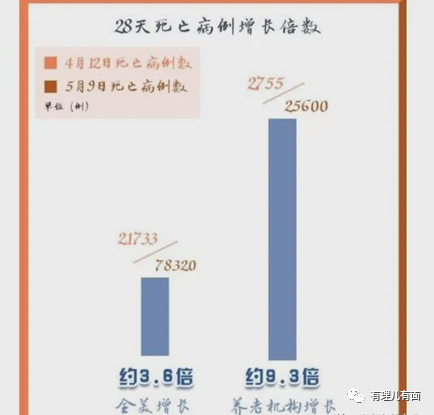 28天死亡病例增长倍数
4月12日死亡病例数
5月9日死亡病例数
单位（例）
2755
25600
21733
78320
约3.6倍
约9.3倍
全美增长
养老机构增长
有理儿有面